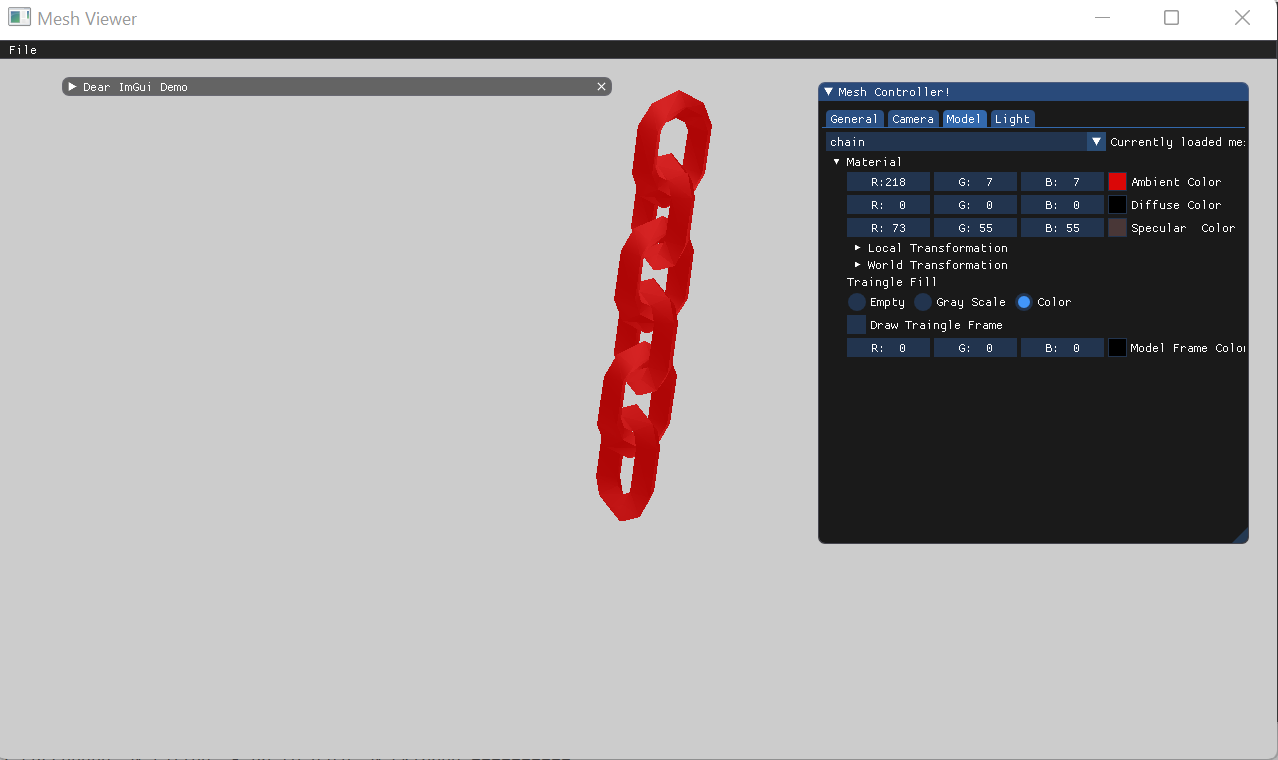 Mesh Viewer
File
Dear ImGui Demo
Mesh Controller!
General Camera Model Light
chain Currently loaded me
Material
R:218 G: 7 B: 7 Ambient Color
R: 0 G: 0 B: 0 Diffuse Color
R: 73 G: 55 B: 55 Specular Color
Local Transformation
World Transformation
Traingle Fill
Empty Gray Scale Color
Draw Traingle Frame
R: 0 G: 0 B: 0 Model Frame Color